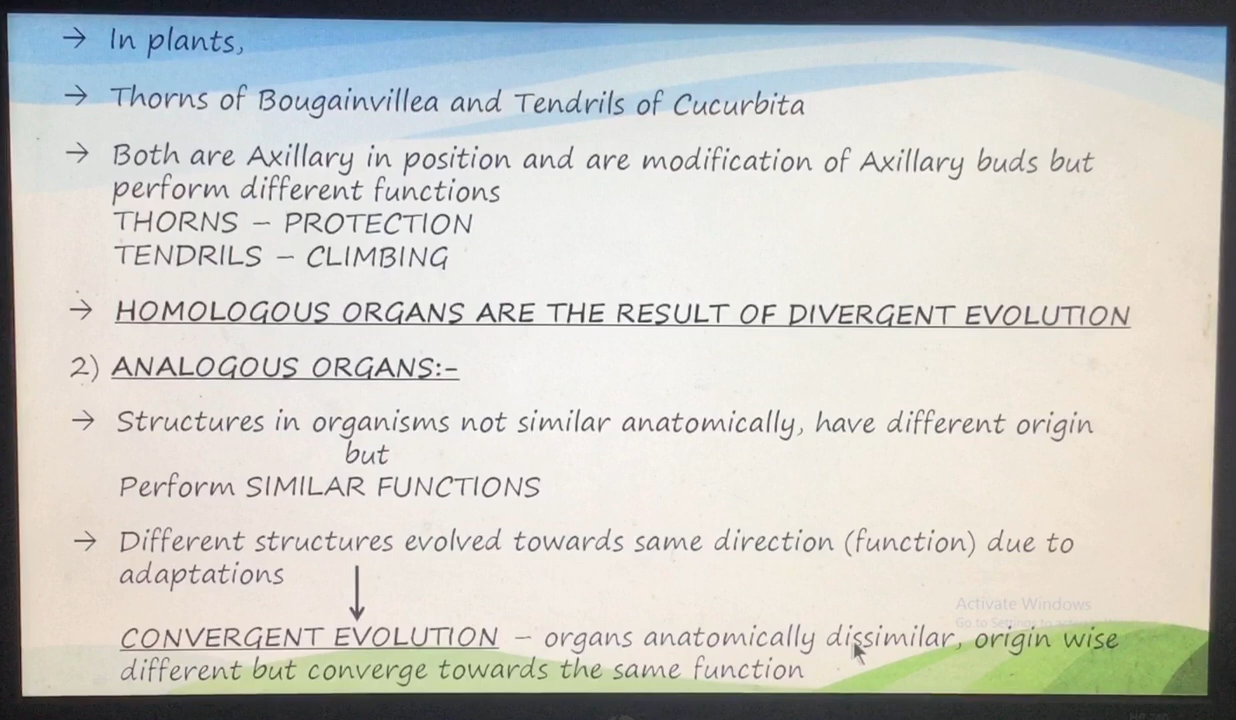 → In plants,
→ Thorns of Bougainvillea and Tendrils of Cucurbita
→ Both are Axillary in position and are modification of Axillary buds but
perform different functions
THORNS – PROTECTION
TENDRILS – CLIMBING
→ HOMOLOGOUS ORGANS ARE THE RESULT OF DIVERGENT EVOLUTION
2) ANALOGOUS ORGANS:-
→ Structures in organisms not similar anatomically, have different origin
but
Perform SIMILAR FUNCTIONS
→ Different structures evolved towards same direction (function) due to
adaptations
Activate Windows
Go to Settings to
CONVERGENT EVOLUTION – organs anatomically dissimilar, origin wise
different but converge towards the same function